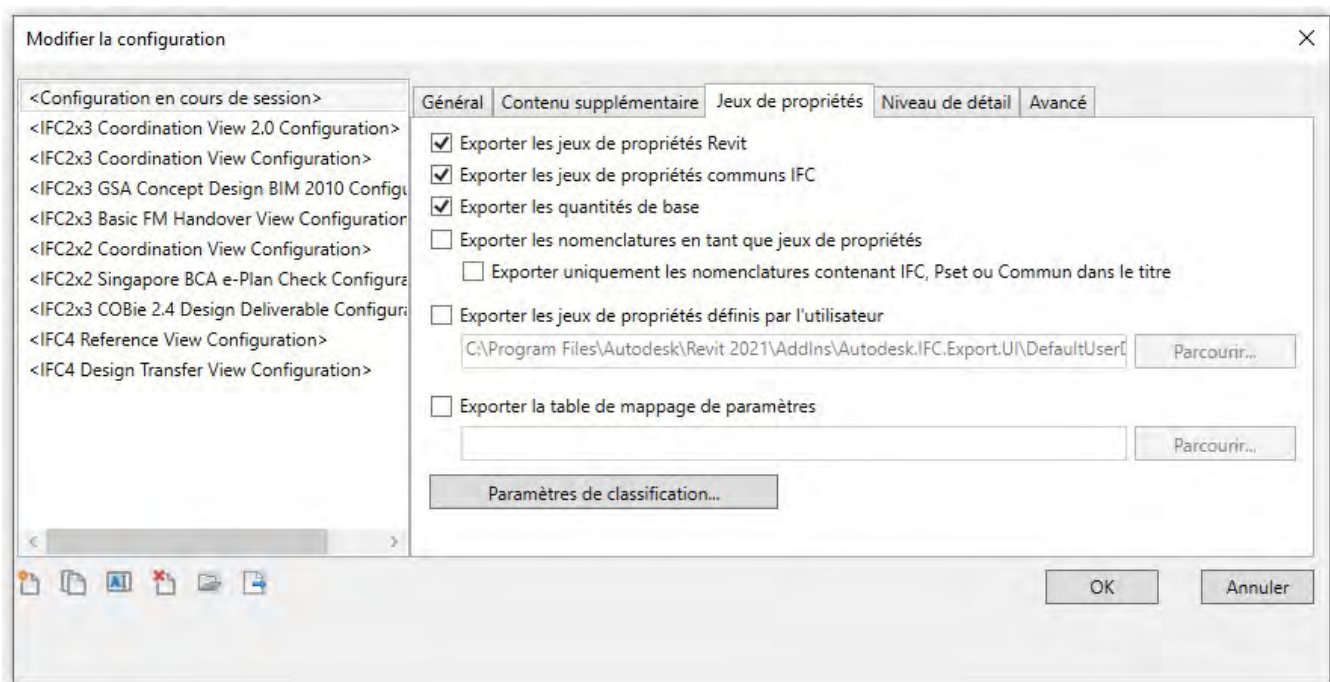 Modifier la configuration
<Configuration en cours de session>
<IFC2x3 Coordination View 2.0 Configuration>
<IFC2x3 Coordination View Configuration>
<IFC2x3 GSA Concept Design BIM 2010 Configu
<IFC2x3 Basic FM Handover View Configuration
<IFC2x2 Coordination View Configuration>
<IFC2x2 Singapore BCA e-Plan Check Configura
<IFC2x3 COBie 2.4 Design Deliverable Configura
<IFC4 Reference View Configuration>
<IFC4 Design Transfer View Configuration>
Général Contenu supplémentaire Jeux de propriétés Niveau de détail Avancé
Exporter les jeux de propriétés Revit
Exporter les jeux de propriétés communs IFC
Exporter les quantités de base
Exporter les nomenclatures en tant que jeux de propriétés
Exporter uniquement les nomenclatures contenant IFC, Pset ou Commun dans le titre
Exporter les jeux de propriétés définis par l'utilisateur
C:\Program Files\Autodesk\Revit 2021\AddIns\Autodesk.IFC.Export.UI\DefaultUserD Parcourir...
Exporter la table de mappage de paramètres
Parcourir...
Paramètres de classification...
OK Annuler